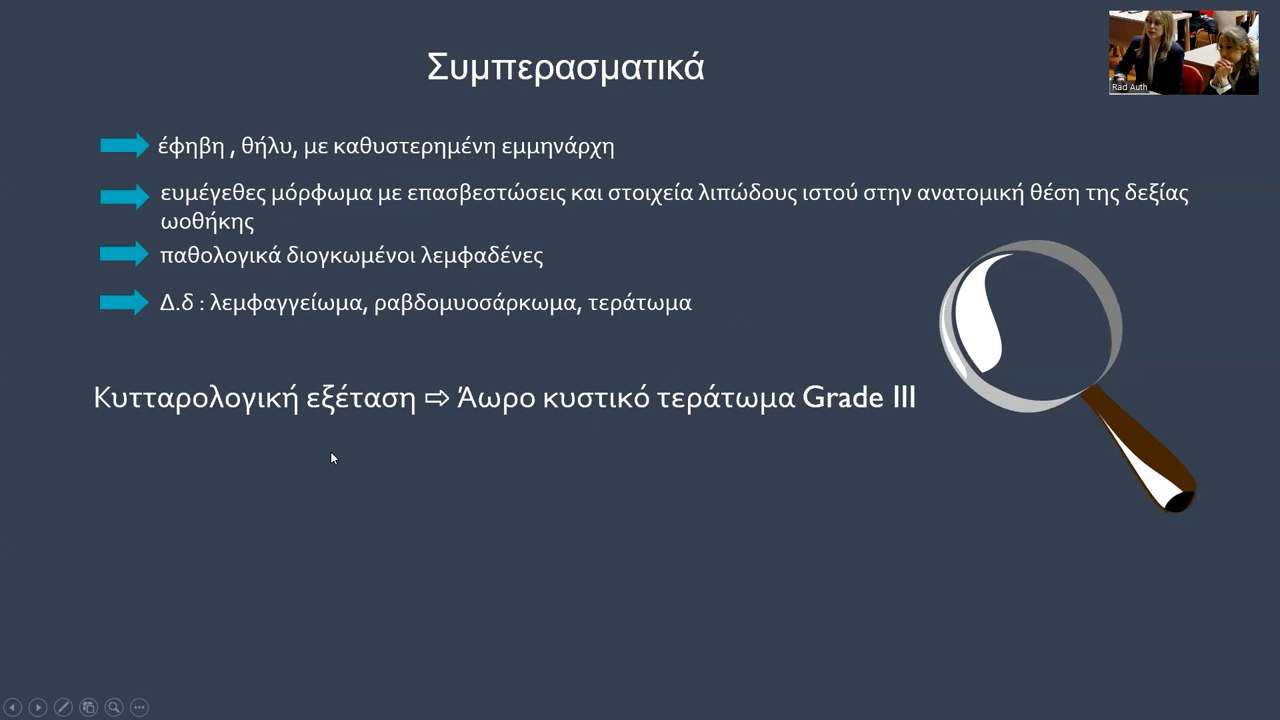 Συμπερασματικά
Rad Auth
έφηβη , θήλυ, με καθυστερημένη εμμηνάρχη
ευμέγεθες μόρφωμα με επασβεστώσεις και στοιχεία λιπώδους ιστού στην ανατομική θέση της δεξίας
ωοθήκης
παθολογικά διογκωμένοι λεμφαδένες
Δ.δ : λεμφαγγείωμα, ραβδομυοσάρκωμα, τεράτωμα
Κυτταρολογική εξέταση ⇨ Άωρο κυστικό τεράτωμα Grade III